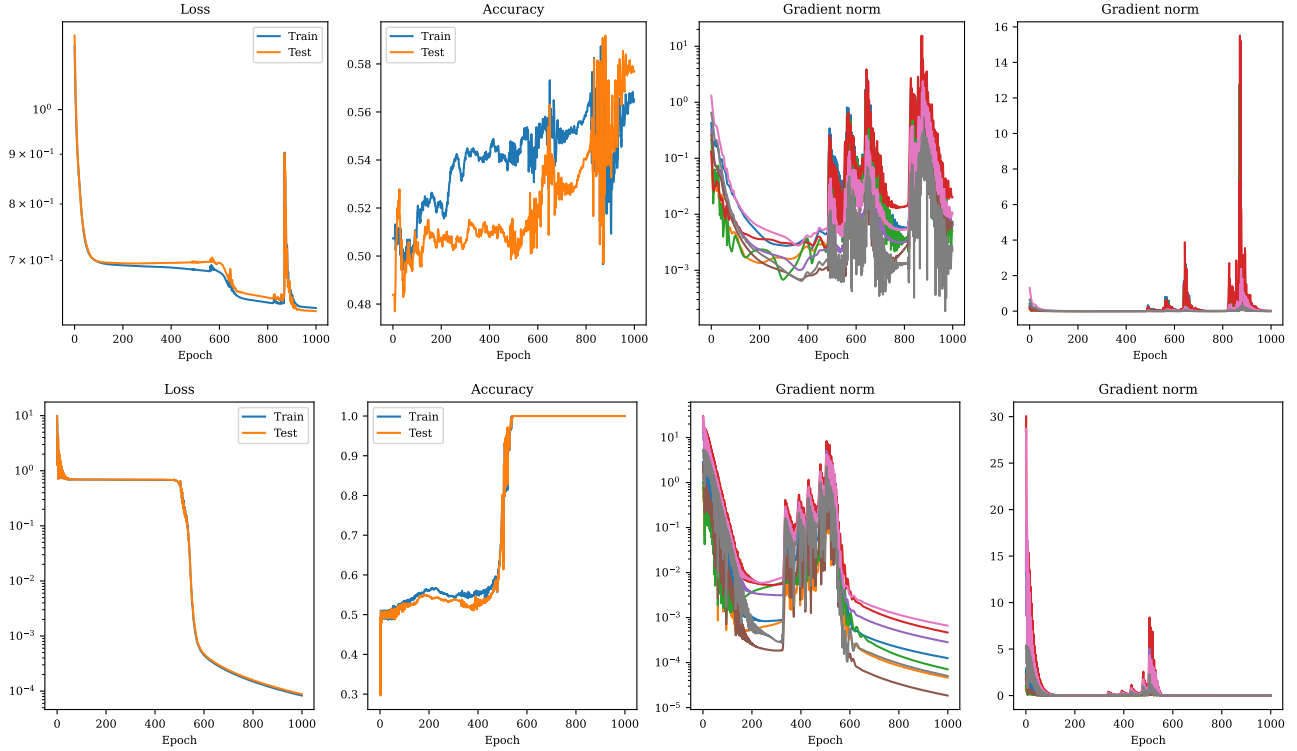 Loss
Accuracy
Gradient norm
Gradient norm
Train
Test
Train
Test
10⁰
9 × 10⁻¹
8 × 10⁻¹
7 × 10⁻¹
0.58
0.56
0.54
0.52
0.50
0.48
10¹
10⁰
10⁻¹
10⁻²
10⁻³
16
14
12
10
8
6
4
2
0
0 200 400 600 800 1000
0 200 400 600 800 1000
0 200 400 600 800 1000
0 200 400 600 800 1000
Epoch
Epoch
Epoch
Epoch
Loss
Accuracy
Gradient norm
Gradient norm
Train
Test
Train
Test
10¹
10⁰
10⁻¹
10⁻²
10⁻³
10⁻⁴
1.0
0.9
0.8
0.7
0.6
0.5
0.4
0.3
10¹
10⁰
10⁻¹
10⁻²
10⁻³
10⁻⁴
10⁻⁵
30
25
20
15
10
5
0
0 200 400 600 800 1000
0 200 400 600 800 1000
0 200 400 600 800 1000
0 200 400 600 800 1000
Epoch
Epoch
Epoch
Epoch